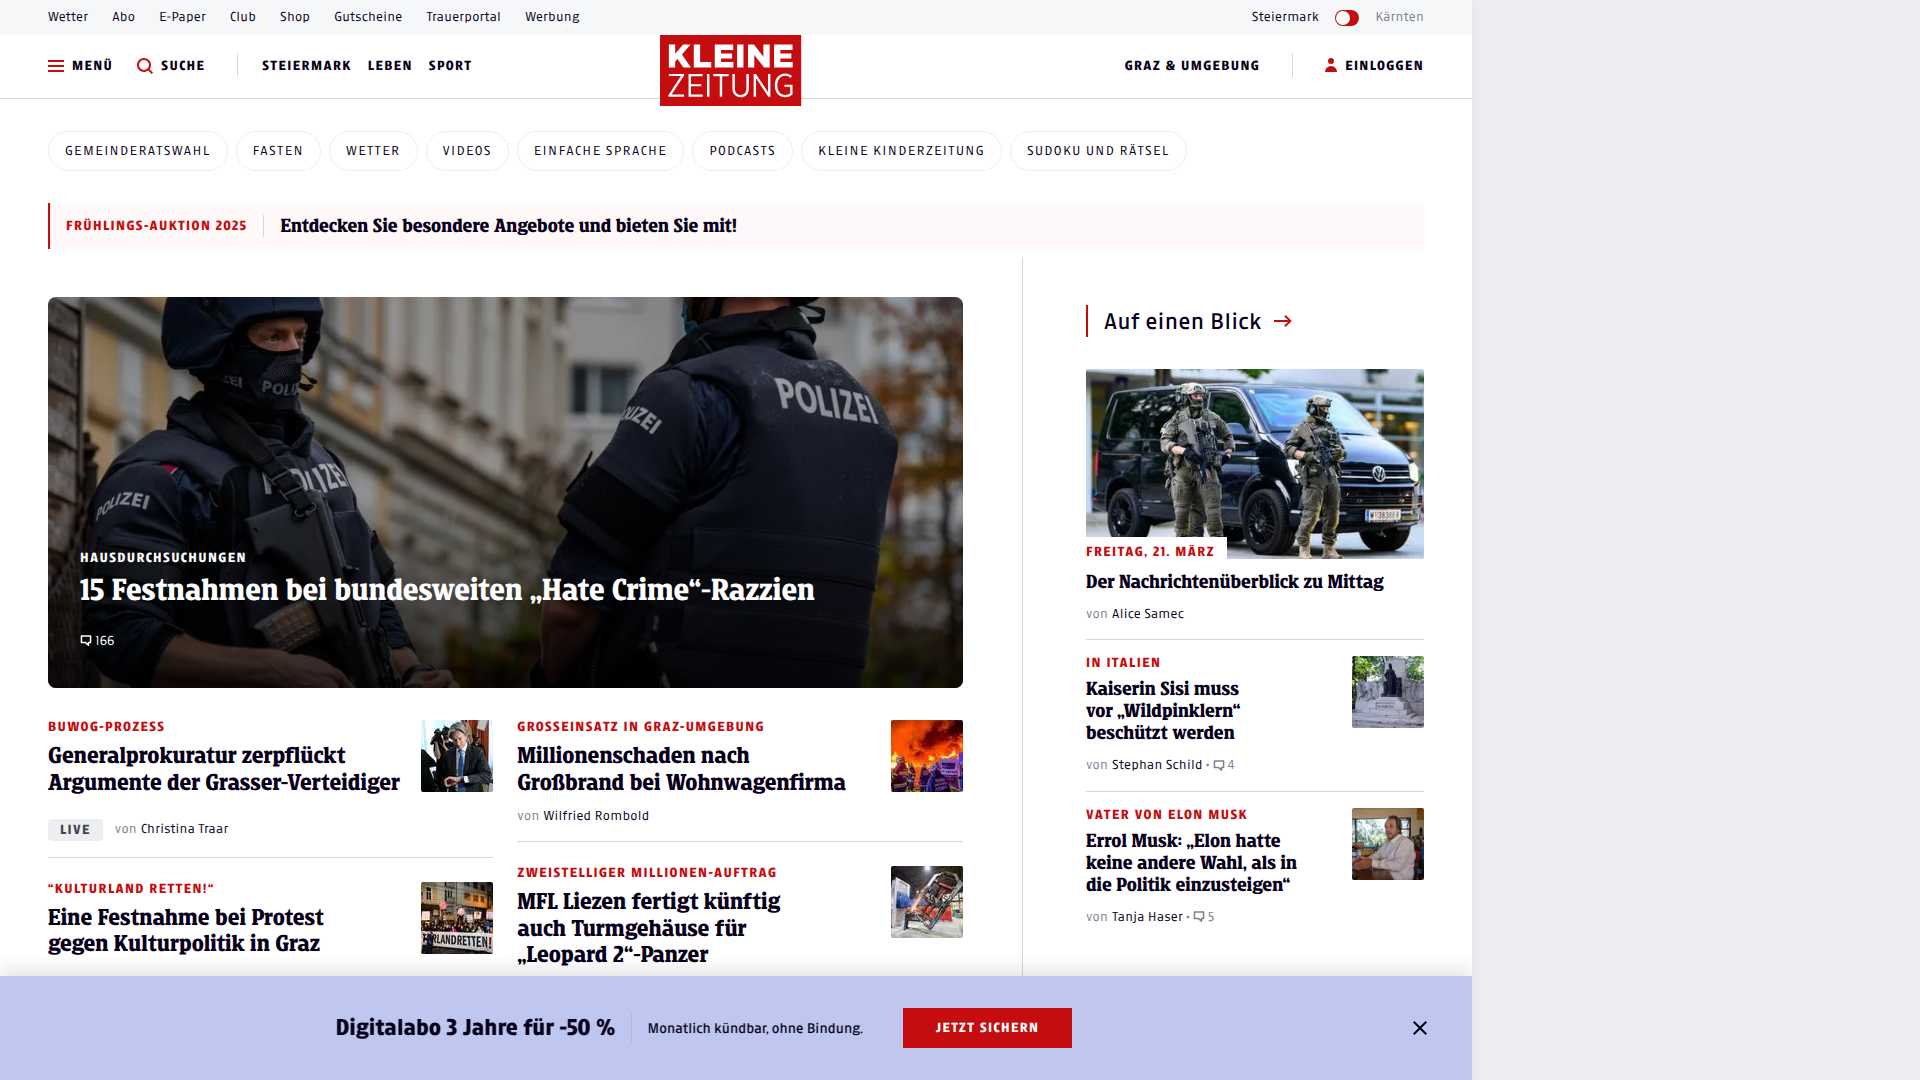 Wetter Abo E-Paper Club Shop Gutscheine Trauerportal Werbung Steiermark Kärnten
MENÜ SUCHE STEIERMARK LEBEN SPORT KLEINE ZEITUNG GRAZ & UMGEBUNG EINLOGGEN
GEMEINDERATSWAHL FASTEN WETTER VIDEOS EINFACHE SPRACHE PODCASTS KLEINE KINDERZEITUNG SUDOKU UND RÄTSEL
FRÜHLINGS-AUKTION 2025 Entdecken Sie besondere Angebote und bieten Sie mit!
POLIZEI
POLIZEI
POLIZEI
HAUSDURCHSUCHUNGEN
15 Festnahmen bei bundesweiten „Hate Crime“-Razzien
166
BUWOG-PROZESS
Generalprokuratur zerpflückt
Argumente der Grasser-Verteidiger
LIVE von Christina Traar
“KULTURLAND RETTEN!“
Eine Festnahme bei Protest
gegen Kulturpolitik in Graz
GROSSEINSATZ IN GRAZ-UMGEBUNG
Millionenschaden nach
Großbrand bei Wohnwagenfirma
von Wilfried Rombold
ZWEISTELLIGER MILLIONEN-AUFTRAG
MFL Liezen fertigt künftig
auch Turmgehäuse für
„Leopard 2“-Panzer
Auf einen Blick
FREITAG, 21. MÄRZ
Der Nachrichtenüberblick zu Mittag
von Alice Samec
IN ITALIEN
Kaiserin Sisi muss
vor „Wildpinklern“
beschützt werden
von Stephan Schild • 4
VATER VON ELON MUSK
Errol Musk: „Elon hatte
keine andere Wahl, als in
die Politik einzusteigen“
von Tanja Haser • 5
Digitalabo 3 Jahre für -50 % Monatlich kündbar, ohne Bindung. JETZT SICHERN